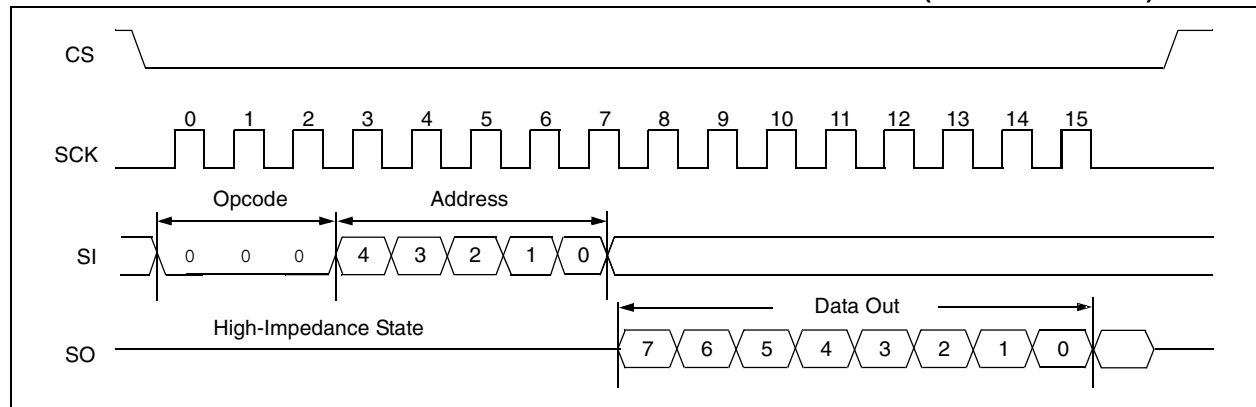 CS
0 1 2 3 4 5 6 7 8 9 10 11 12 13 14 15
SCK
Opcode Address
SI 0 0 0 4 3 2 1 0
Data Out
High-Impedance State
SO 7 6 5 4 3 2 1 0